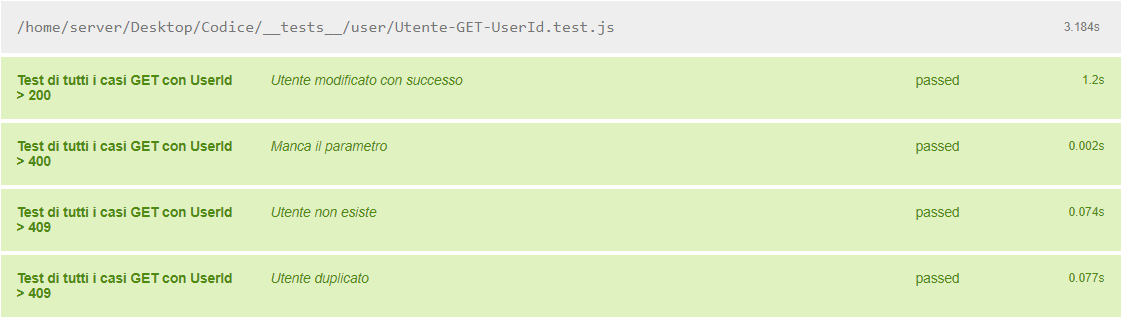 /home/server/Desktop/Codice/__tests__/user/Utente-GET-UserId.test.js 3.184s
Test di tutti i casi GET con UserId Utente modificato con successo passed 1.2s
> 200
Test di tutti i casi GET con UserId Manca il parametro passed 0.002s
> 400
Test di tutti i casi GET con UserId Utente non esiste passed 0.074s
> 409
Test di tutti i casi GET con UserId Utente duplicato passed 0.077s
> 409